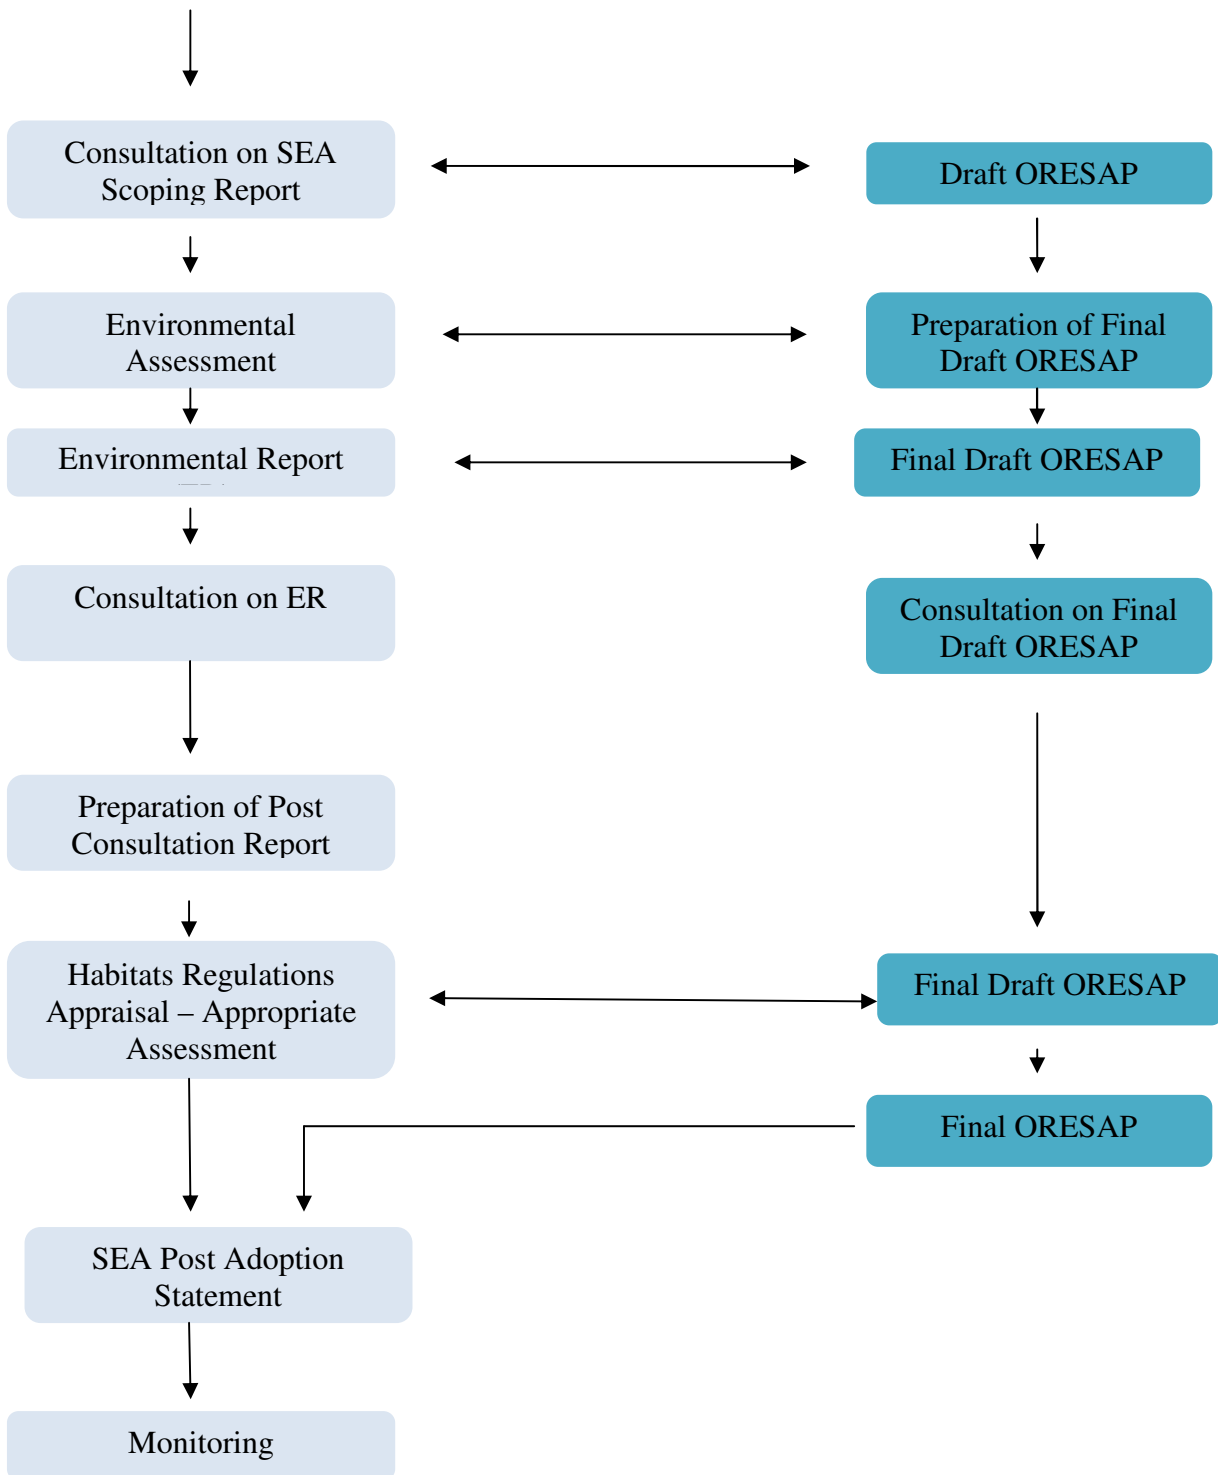 Consultation on SEA
Scoping Report
Draft ORESAP
Environmental
Assessment
Preparation of Final
Draft ORESAP
Environmental Report
Final Draft ORESAP
Consultation on ER
Consultation on Final
Draft ORESAP
Preparation of Post
Consultation Report
Habitats Regulations
Appraisal – Appropriate
Assessment
Final Draft ORESAP
Final ORESAP
SEA Post Adoption
Statement
Monitoring